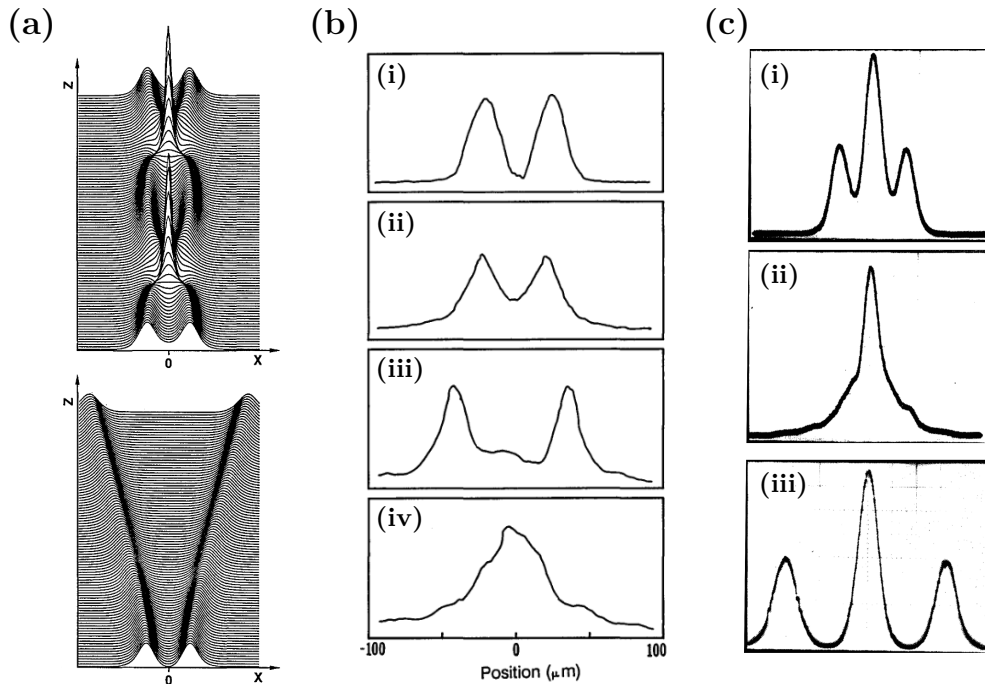 (a)
Z
0
X
Z
0
X
(b)
(i)
(ii)
(iii)
(iv)
-100
0
100
Position (μm)
(c)
(i)
(ii)
(iii)